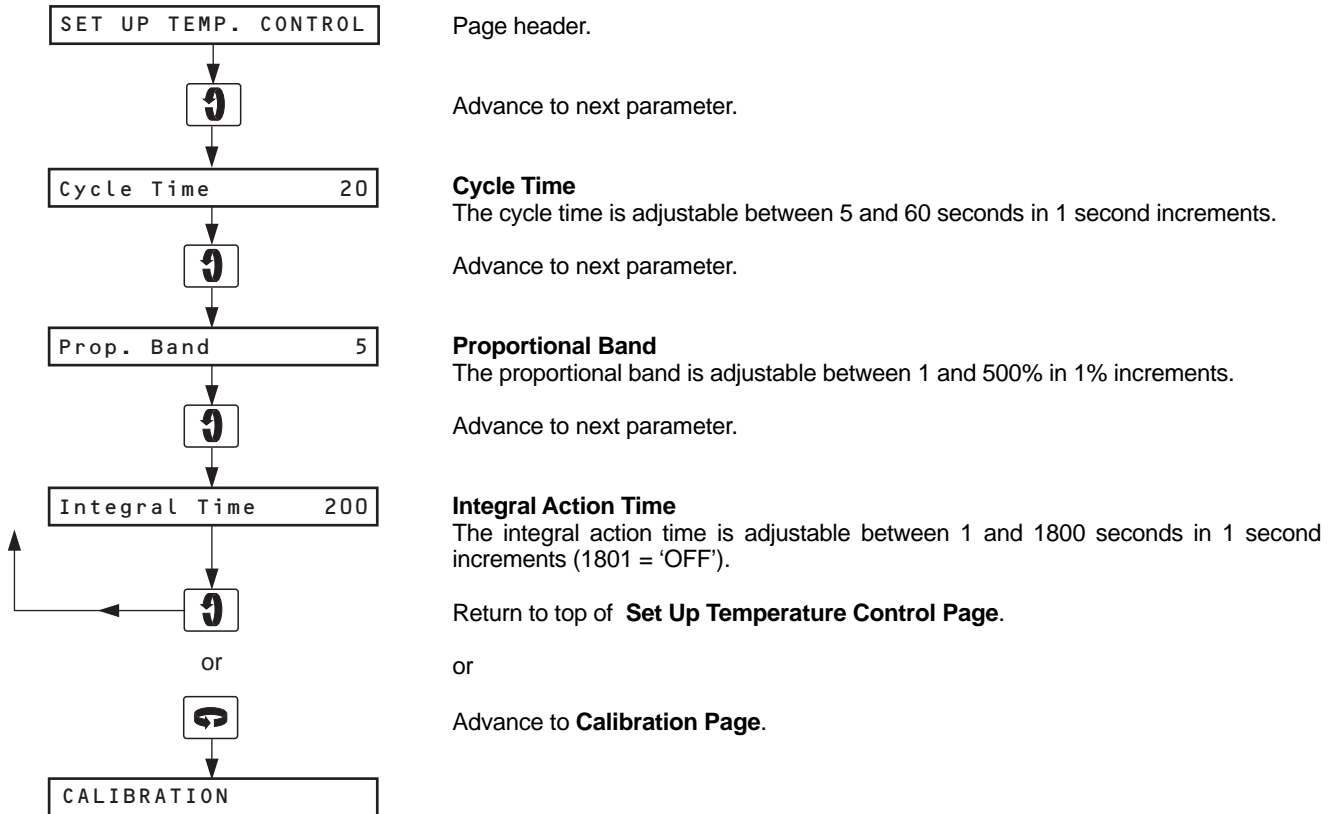 SET UP TEMP. CONTROL
Page header.
Advance to next parameter.
Cycle Time 20
Cycle Time
The cycle time is adjustable between 5 and 60 seconds in 1 second increments.
Advance to next parameter.
Prop. Band 5
Proportional Band
The proportional band is adjustable between 1 and 500% in 1% increments.
Advance to next parameter.
Integral Time 200
Integral Action Time
The integral action time is adjustable between 1 and 1800 seconds in 1 second
increments (1801 = ‘OFF’).
Return to top of Set Up Temperature Control Page.
or
or
Advance to Calibration Page.
CALIBRATION